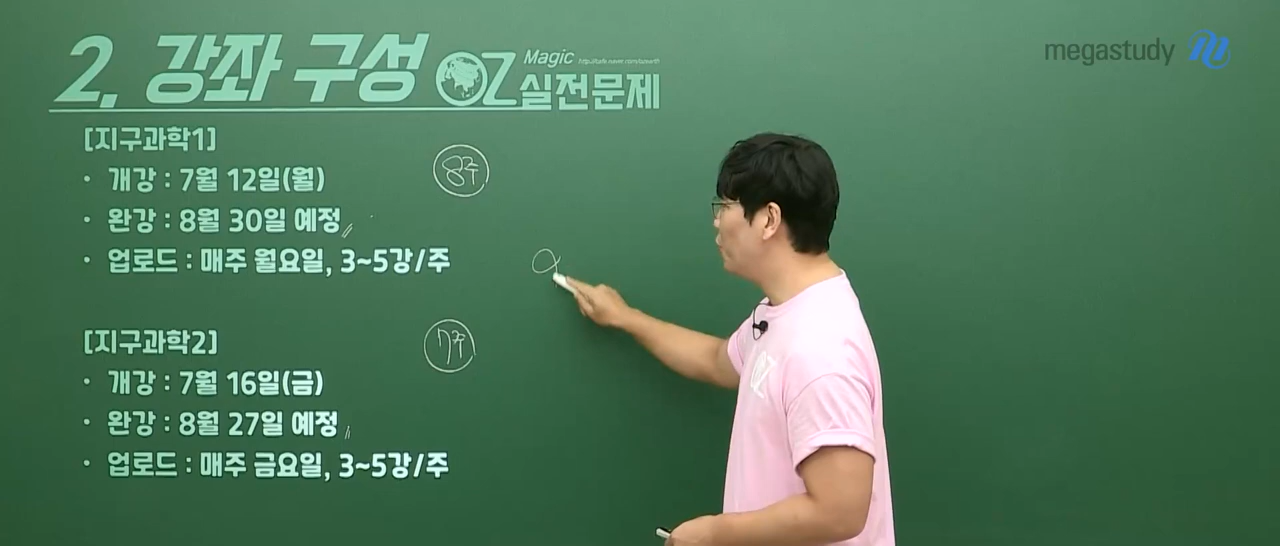 megastudy
2. 강좌 구성 OZ Magic 실전문제
[지구과학1]
8주
· 개강 : 7월 12일(월)
· 완강 : 8월 30일 예정
· 업로드 : 매주 월요일, 3~5강/주
[지구과학2]
7주
· 개강 : 7월 16일(금)
· 완강 : 8월 27일 예정
· 업로드 : 매주 금요일, 3~5강/주
OZ